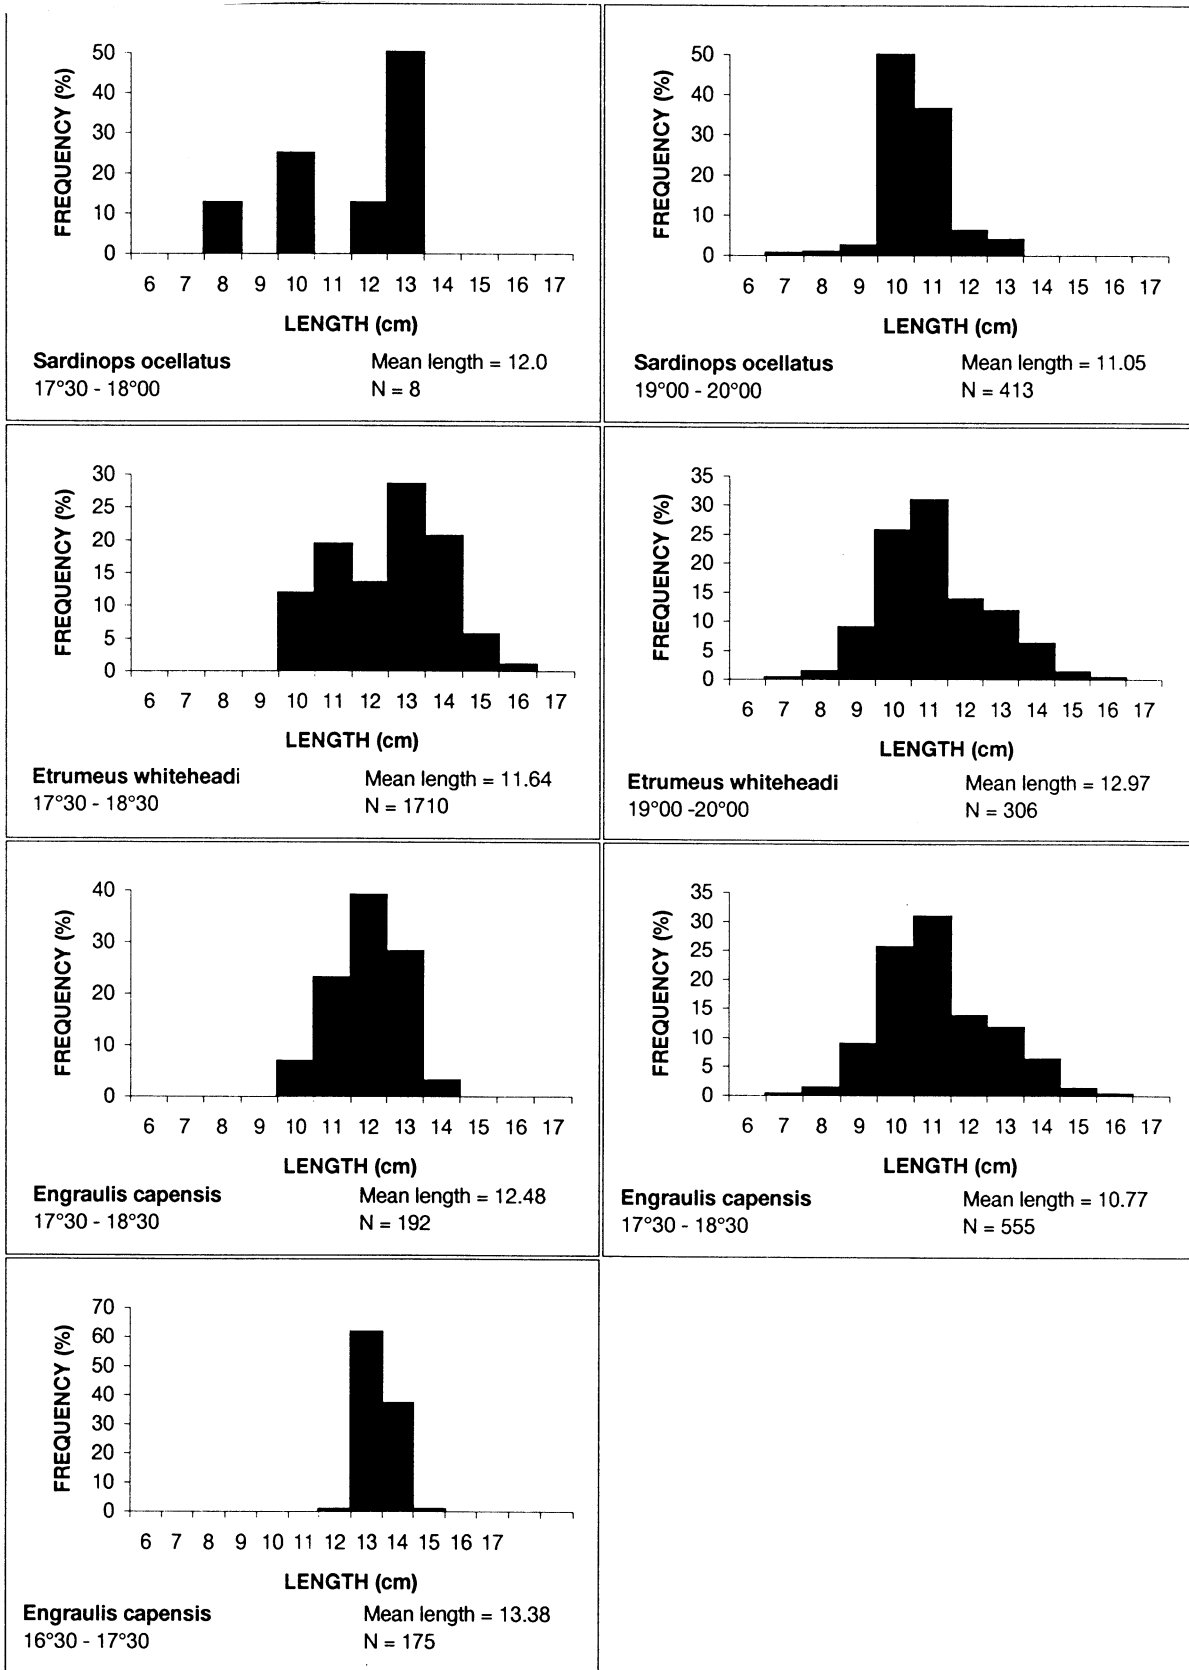 FREQUENCY (%)
50
40
30
20
10
0
6 7 8 9 10 11 12 13 14 15 16 17
LENGTH (cm)
Sardinops ocellatus Mean length = 12.0
17°30 - 18°00 N = 8
FREQUENCY (%)
50
40
30
20
10
0
6 7 8 9 10 11 12 13 14 15 16 17
LENGTH (cm)
Sardinops ocellatus Mean length = 11.05
19°00 - 20°00 N = 413
FREQUENCY (%)
30
25
20
15
10
5
0
6 7 8 9 10 11 12 13 14 15 16 17
LENGTH (cm)
Etrumeus whiteheadi Mean length = 11.64
17°30 - 18°30 N = 1710
FREQUENCY (%)
35
30
25
20
15
10
5
0
6 7 8 9 10 11 12 13 14 15 16 17
LENGTH (cm)
Etrumeus whiteheadi Mean length = 12.97
19°00 -20°00 N = 306
FREQUENCY (%)
40
30
20
10
0
6 7 8 9 10 11 12 13 14 15 16 17
LENGTH (cm)
Engraulis capensis Mean length = 12.48
17°30 - 18°30 N = 192
FREQUENCY (%)
35
30
25
20
15
10
5
0
6 7 8 9 10 11 12 13 14 15 16 17
LENGTH (cm)
Engraulis capensis Mean length = 10.77
17°30 - 18°30 N = 555
FREQUENCY (%)
70
60
50
40
30
20
10
0
6 7 8 9 10 11 12 13 14 15 16 17
LENGTH (cm)
Engraulis capensis Mean length = 13.38
16°30 - 17°30 N = 175